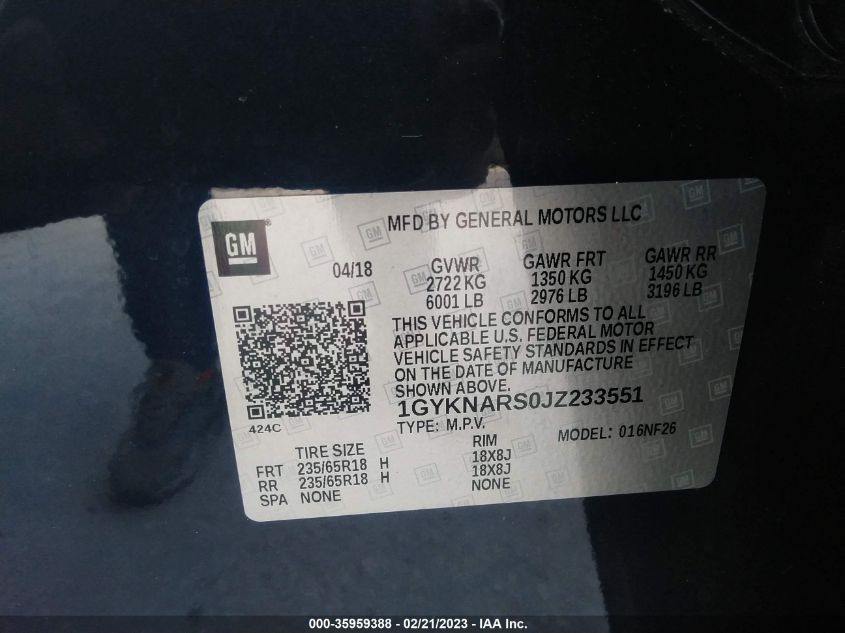 GM®
MFD BY GENERAL MOTORS LLC
04/18
GVWR GAWR FRT GAWR RR
2722 KG 1350 KG 1450 KG
6001 LB 2976 LB 3196 LB
THIS VEHICLE CONFORMS TO ALL
APPLICABLE U.S. FEDERAL MOTOR
VEHICLE SAFETY STANDARDS IN EFFECT
ON THE DATE OF MANUFACTURE
SHOWN ABOVE.
1GYKNARS0JZ233551
424C
TYPE: M.P.V. MODEL: 016NF26
TIRE SIZE RIM
FRT 235/65R18 H 18X8J
RR 235/65R18 H 18X8J
SPA NONE NONE
000-35959388 - 02/21/2023 - IAA Inc.